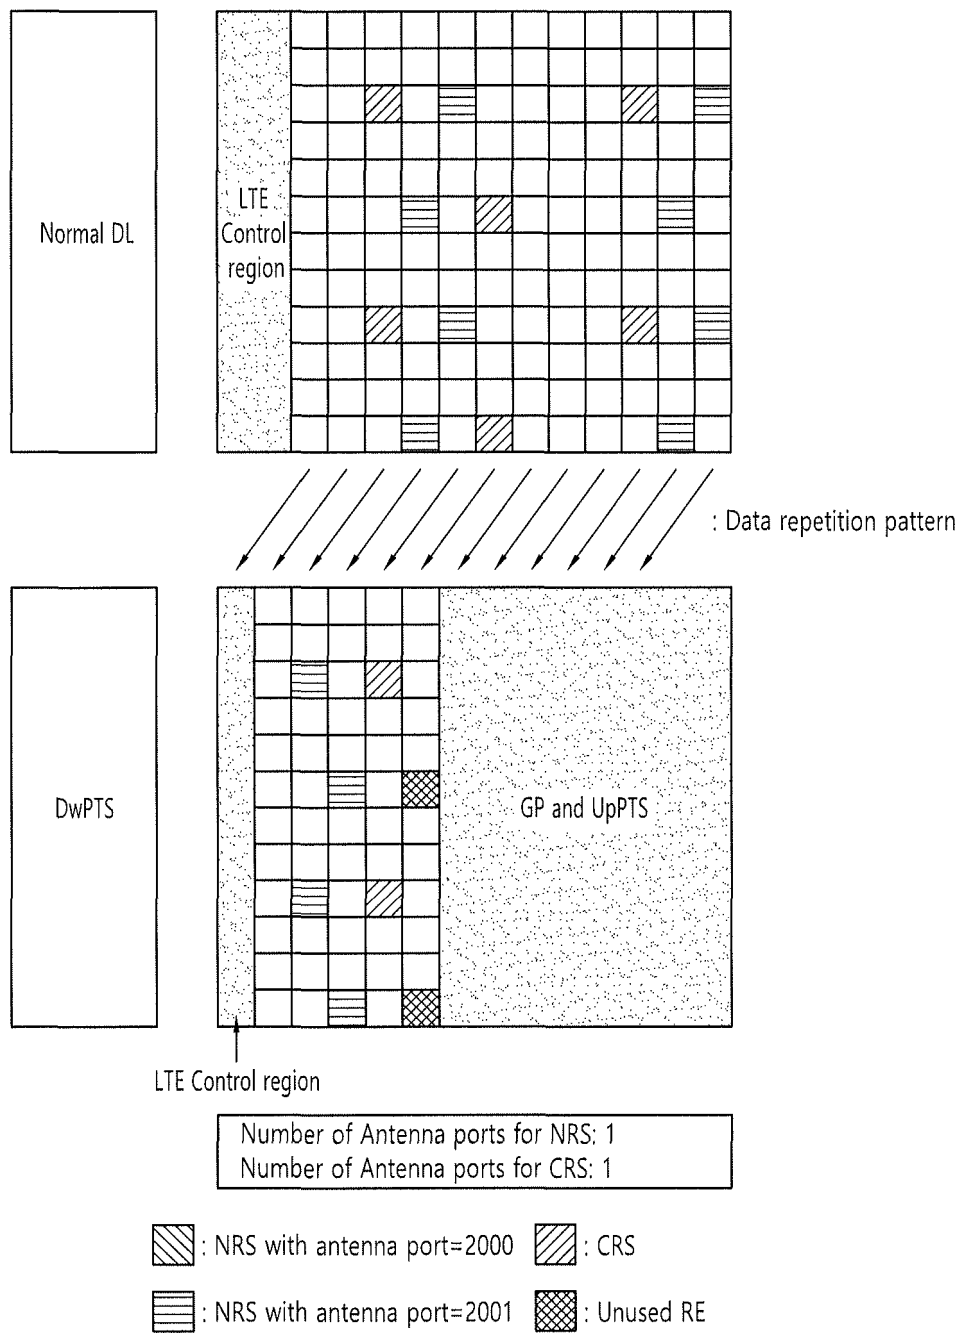 Normal DL
LTE
Control
region
: Data repetition pattern
DwPTS
GP and UpPTS
LTE Control region
Number of Antenna ports for NRS: 1
Number of Antenna ports for CRS: 1
: NRS with antenna port=2000
: CRS
: NRS with antenna port=2001
: Unused RE